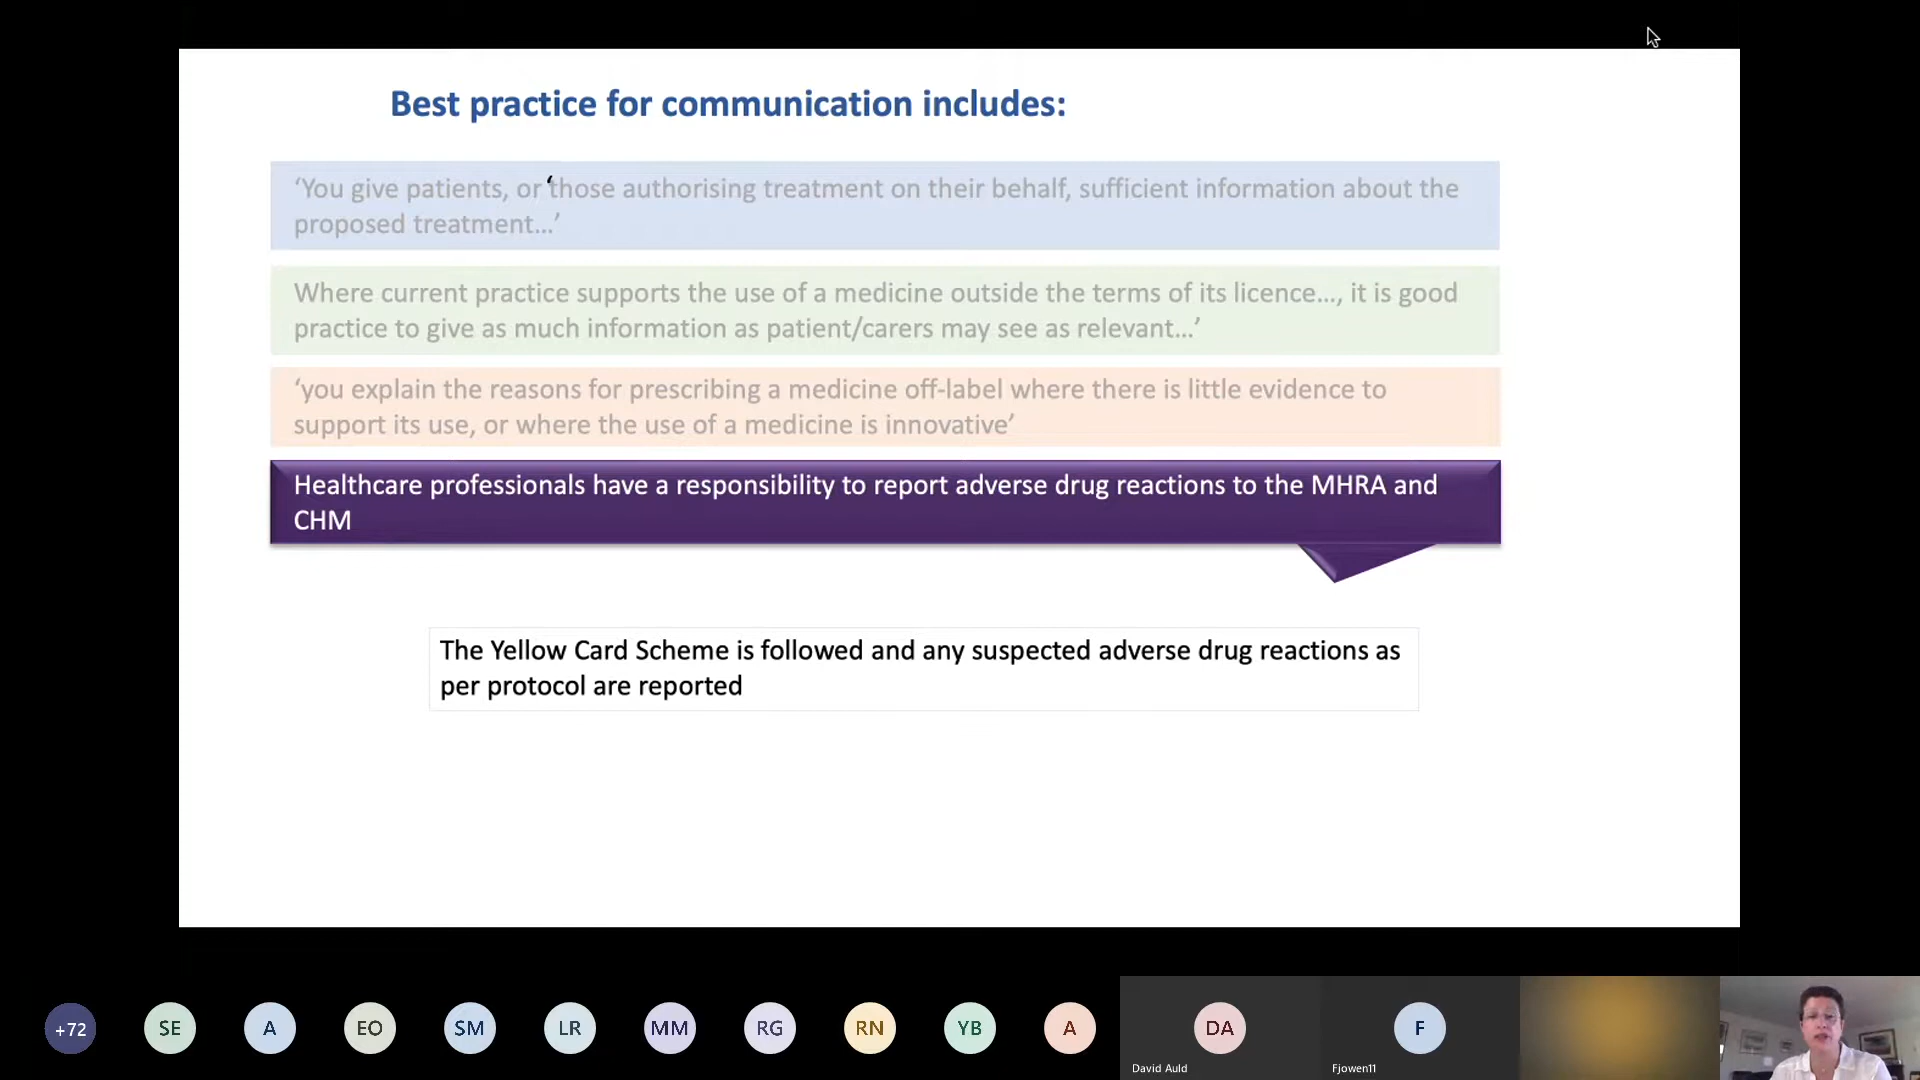 Best practice for communication includes:
‘You give patients, or ‘those authorising treatment on their behalf, sufficient information about the
proposed treatment…’
Where current practice supports the use of a medicine outside the terms of its licence…, it is good
practice to give as much information as patient/carers may see as relevant…’
‘you explain the reasons for prescribing a medicine off-label where there is little evidence to
support its use, or where the use of a medicine is innovative’
Healthcare professionals have a responsibility to report adverse drug reactions to the MHRA and
CHM
The Yellow Card Scheme is followed and any suspected adverse drug reactions as
per protocol are reported
+72 SE A EO SM LR MM RG RN YB A DA F
David Auld Fjowen11